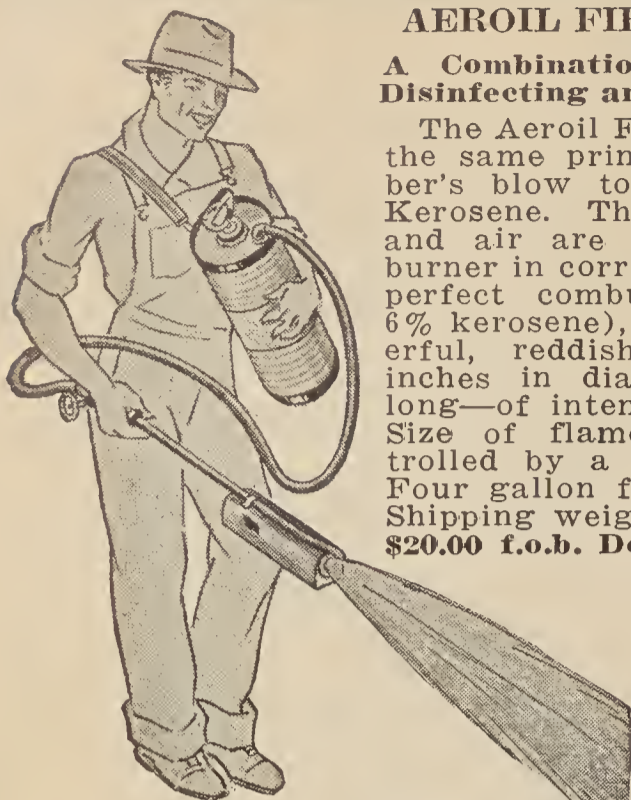 AEROIL FI
A Combinatio
Disinfecting a
The Aeroil F
the same prin
ber's blow to
Kerosene. Th
and air are
burner in corr
perfect combu
6% kerosene),
erful, reddish
inches in dia
long—of inten
Size of flam
trolled by a
Four gallon f
Shipping weig
$20.00 f.o.b. D